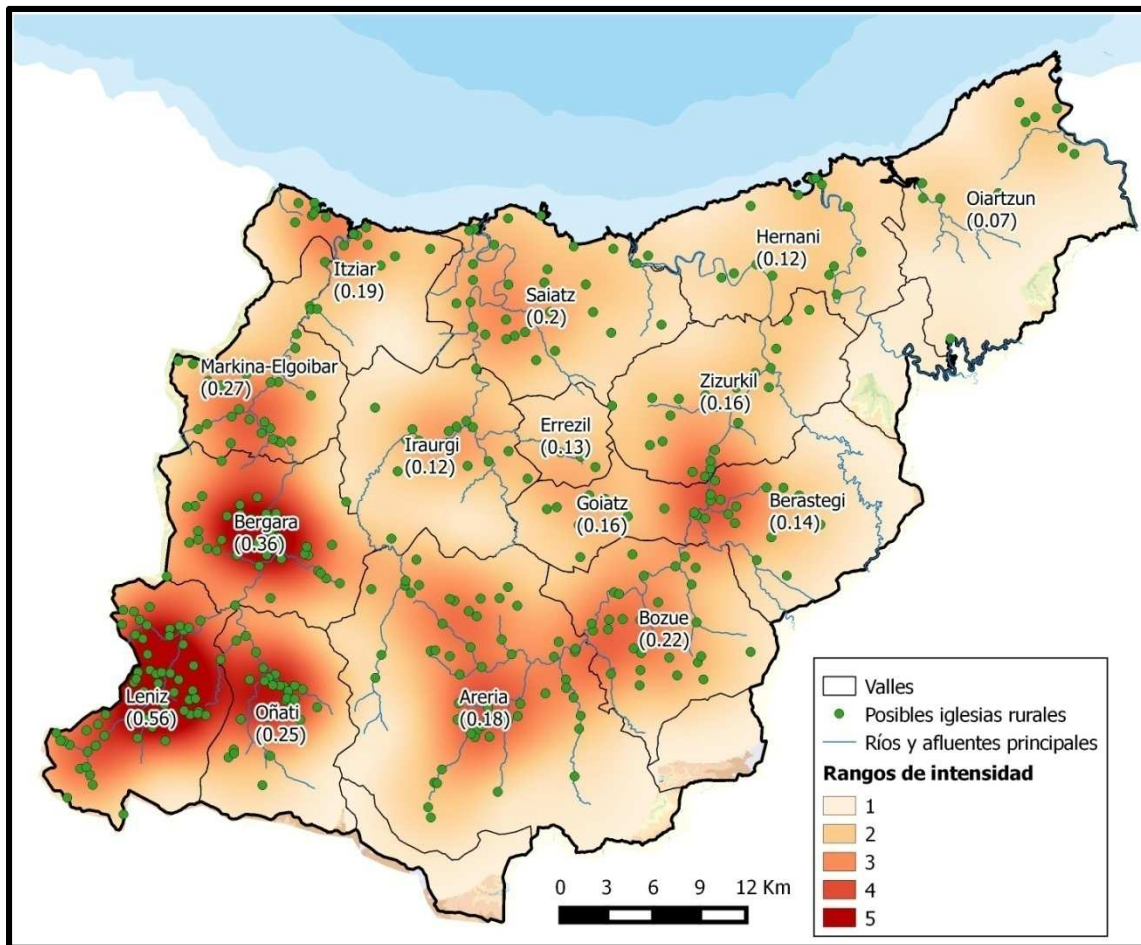 Oiartzun
(0.07)
Hernani
(0.12)
Itziar
(0.19)
Saiatz
(0.2)
Markina-Elgoibar
(0.27)
Zizurkil
(0.16)
Errezil
(0.13)
Iraurgi
(0.12)
Goiatz
(0.16)
Berastegi
(0.14)
Bergara
(0.36)
Bozue
(0.22)
Leniz
(0.56)
Oñati
(0.25)
Areria
(0.18)
Valles
Posibles iglesias rurales
Ríos y afluentes principales
Rangos de intensidad
1
2
3
4
5
0 3 6 9 12 Km